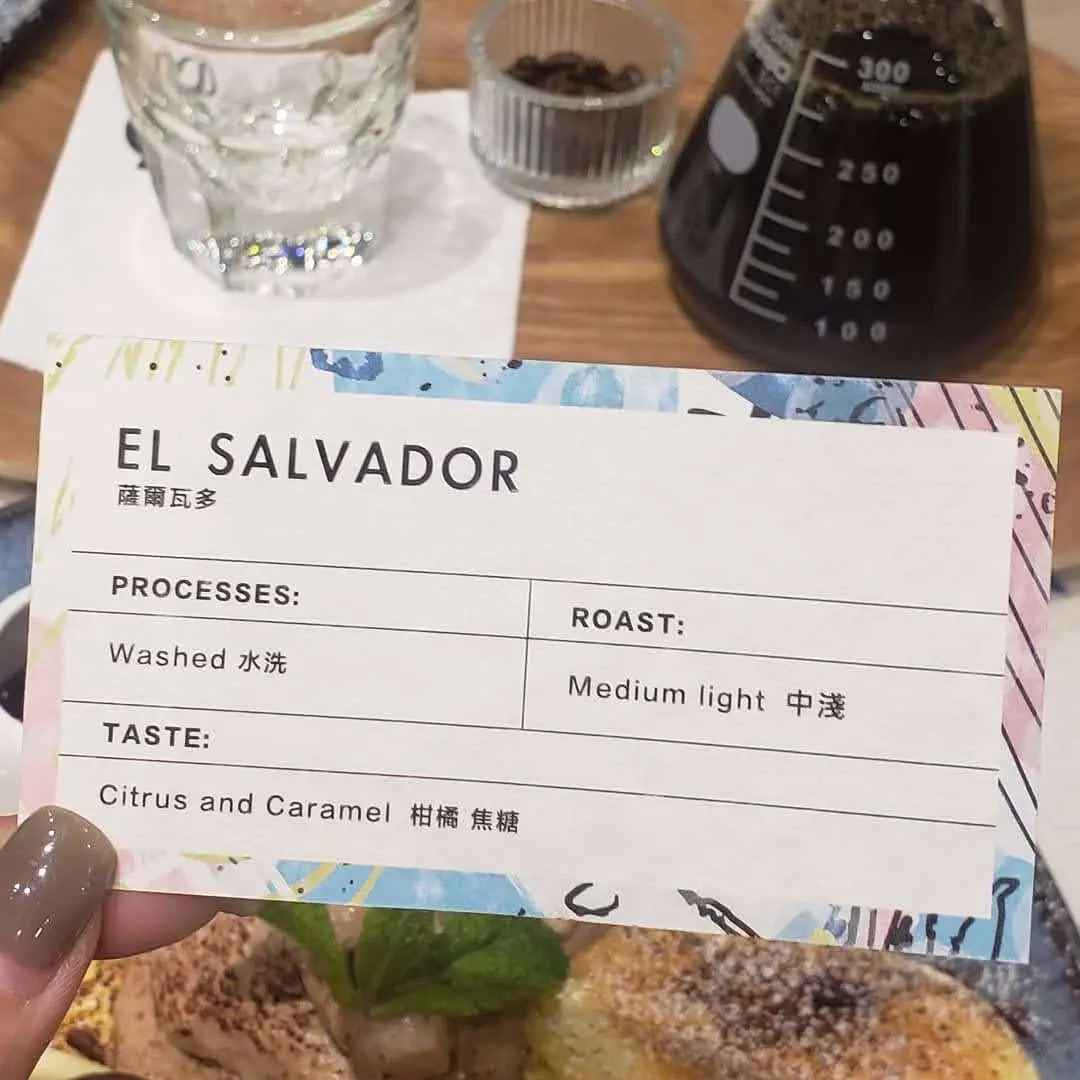 300
250
200
150
100
EL SALVADOR
薩爾瓦多
PROCESSES:
ROAST:
Washed 水洗
Medium light 中淺
TASTE:
Citrus and Caramel 柑橘 焦糖